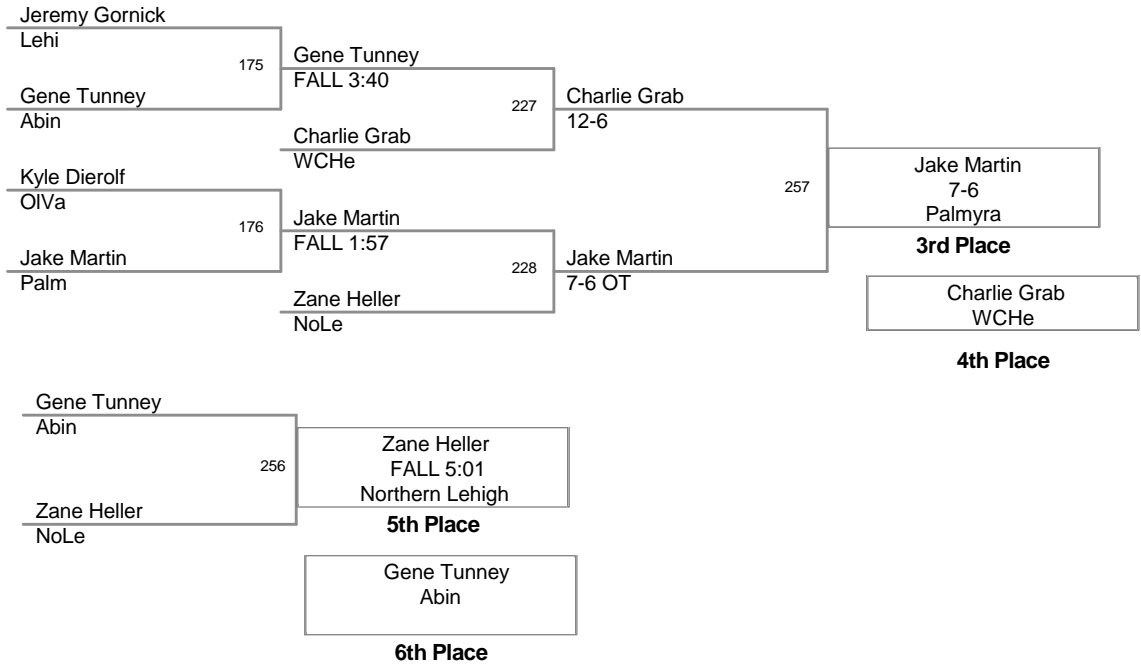 Jeremy Gornick
Lehi
175
Gene Tunney
FALL 3:40
Gene Tunney
Abin
227
Charlie Grab
12-6
Charlie Grab
WCHe
Kyle Dierolf
OlVa
176
Jake Martin
FALL 1:57
Jake Martin
Palm
228
Jake Martin
7-6 OT
Zane Heller
NoLe
257
Jake Martin
7-6
Palmyra
3rd Place
Charlie Grab
WCHe
4th Place
Gene Tunney
Abin
256
Zane Heller
NoLe
Zane Heller
FALL 5:01
Northern Lehigh
5th Place
Gene Tunney
Abin
6th Place